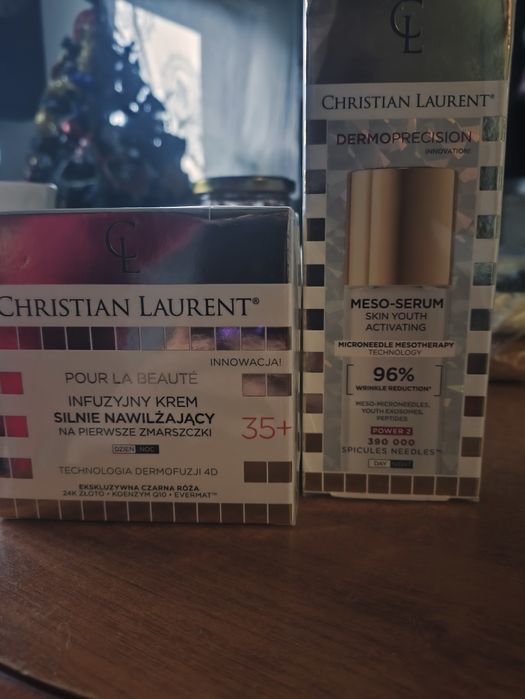 CL
CHRISTIAN LAURENT®
INNOWACJA!
POUR LA BEAUTÉ
INFUZYJNY KREM
SILNIE NAWILŻAJĄCY
NA PIERWSZE ZMARSZCZKI
35+
DZIEŃ NOC
TECHNOLOGIA DERMOFUZJI 4D
EKSKLUZYWNA CZARNA RÓŻA
24K ZŁOTO • KOENZYM Q10 • EVERMAT™
CL
CHRISTIAN LAURENT®
DERMOPRECISION
INNOVATION!
MESO-SERUM
SKIN YOUTH
ACTIVATING
MICRONEEDLE MESOTHERAPY
TECHNOLOGY
96%
WRINKLE REDUCTION*
MESO-MICRONEEDLES,
YOUTH EXOSOMES,
PEPTIDES
POWER 2
390 000
SPICULES NEEDLES™
DAY NIGHT